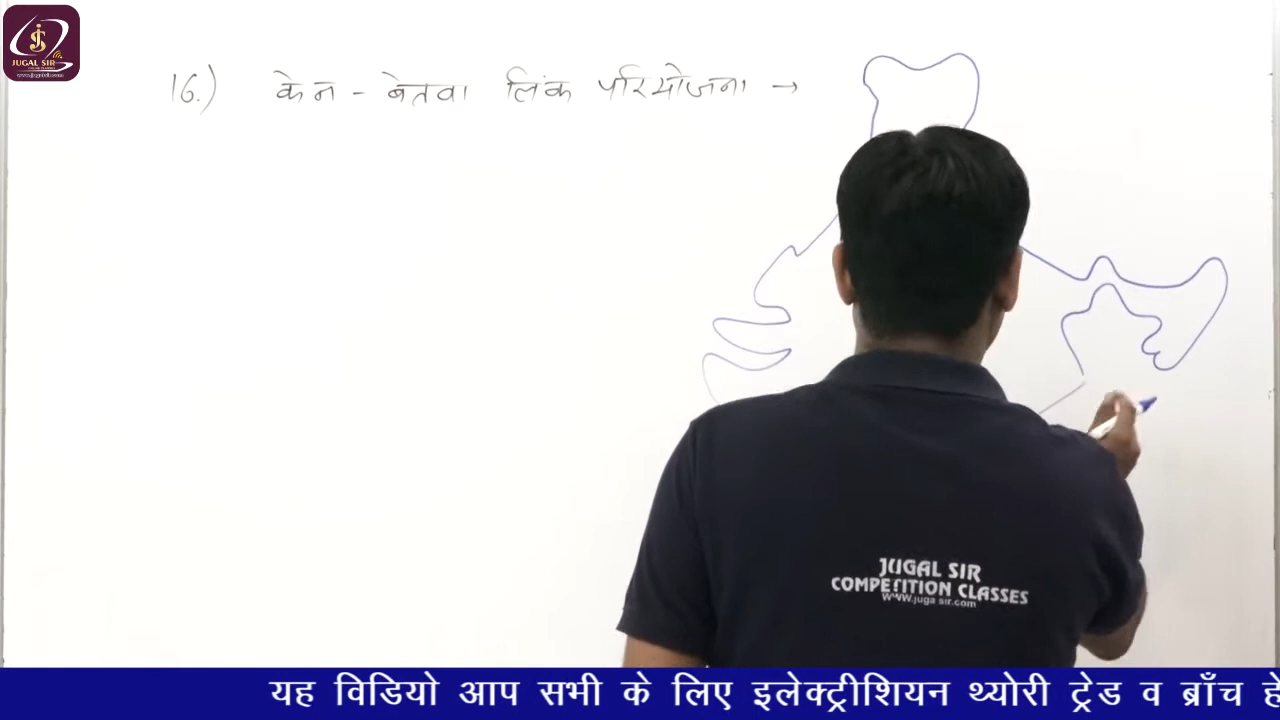 JUGAL SIR
16.) केन - बेतवा लिंक परियोजना →
JUGAL SIR
COMPETITION CLASSES
यह विडियो आप सभी के लिए इलेक्ट्रीशियन थ्योरी ट्रेड व ब्राँच हे